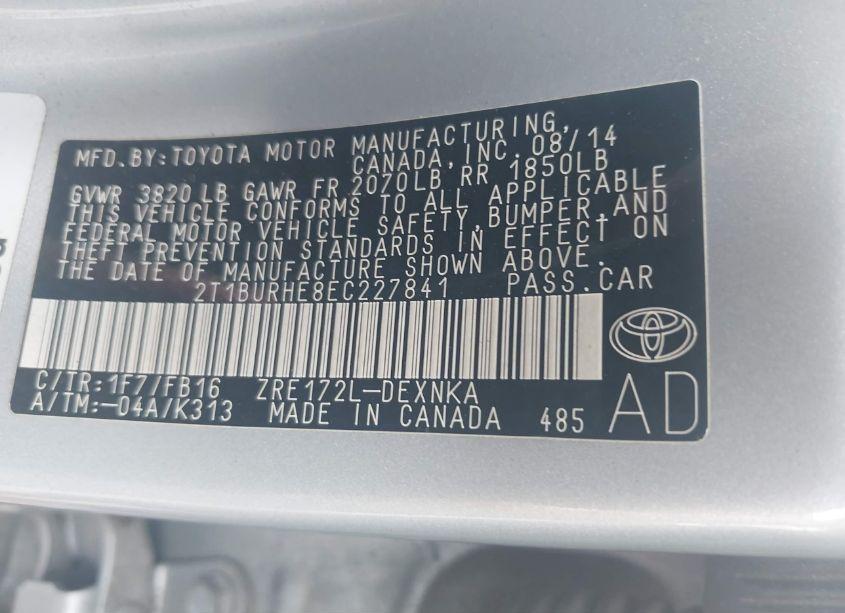 MFD.BY:TOYOTA MOTOR MANUFACTURING,
CANADA, INC. 08/14
GVWR 3820 LB GAWR FR 2070LB RR 1850LB
THIS VEHICLE CONFORMS TO ALL APPLICABLE
FEDERAL MOTOR VEHICLE SAFETY, BUMPER, AND
THEFT PREVENTION STANDARDS IN EFFECT ON
THE DATE OF MANUFACTURE SHOWN ABOVE.
2T1BURHE8EC227841 PASS.CAR
C/TR:1F7/FB16 ZRE172L-DEXNKA
A/TM:-04A/K313 MADE IN CANADA 485 AD